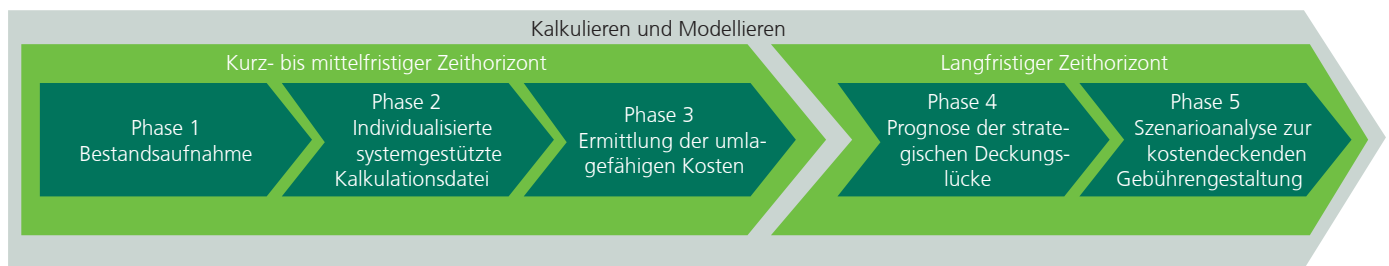 Kalkulieren und Modellieren
Kurz- bis mittelfristiger Zeithorizont
Phase 1
Bestandsaufnahme
Phase 2
Individualisierte
systemgestützte
Kalkulationsdatei
Phase 3
Ermittlung der umla-
gefähigen Kosten
Langfristiger Zeithorizont
Phase 4
Prognose der strate-
gischen Deckungs-
lücke
Phase 5
Szenarioanalyse zur
kostendeckenden
Gebührengestaltung